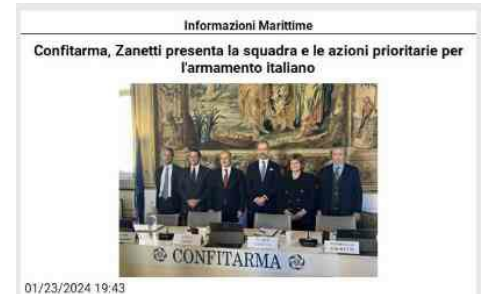 Informazioni Marittime
Confitarma, Zanetti presenta la squadra e le azioni prioritarie per
l'armamento italiano
CONFITARMA
01/23/2024 19:43